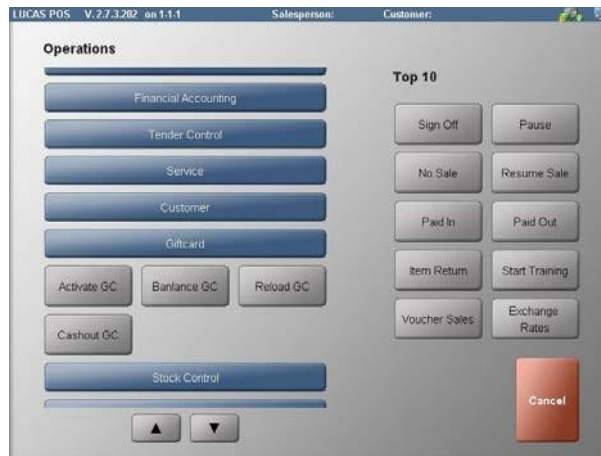 LUCAS POS V.2.7.3.202 on 1-1-1 Salesperson: Customer:
Operations
Financial Accounting
Tender Control
Service
Customer
Giftcard
Activate GC Banlance GC Reload GC
Cashout GC
Stock Control
Top 10
Sign Off Pause
No Sale Resume Sale
Paid In Paid Out
Item Return Start Training
Voucher Sales Exchange
Rates
Cancel